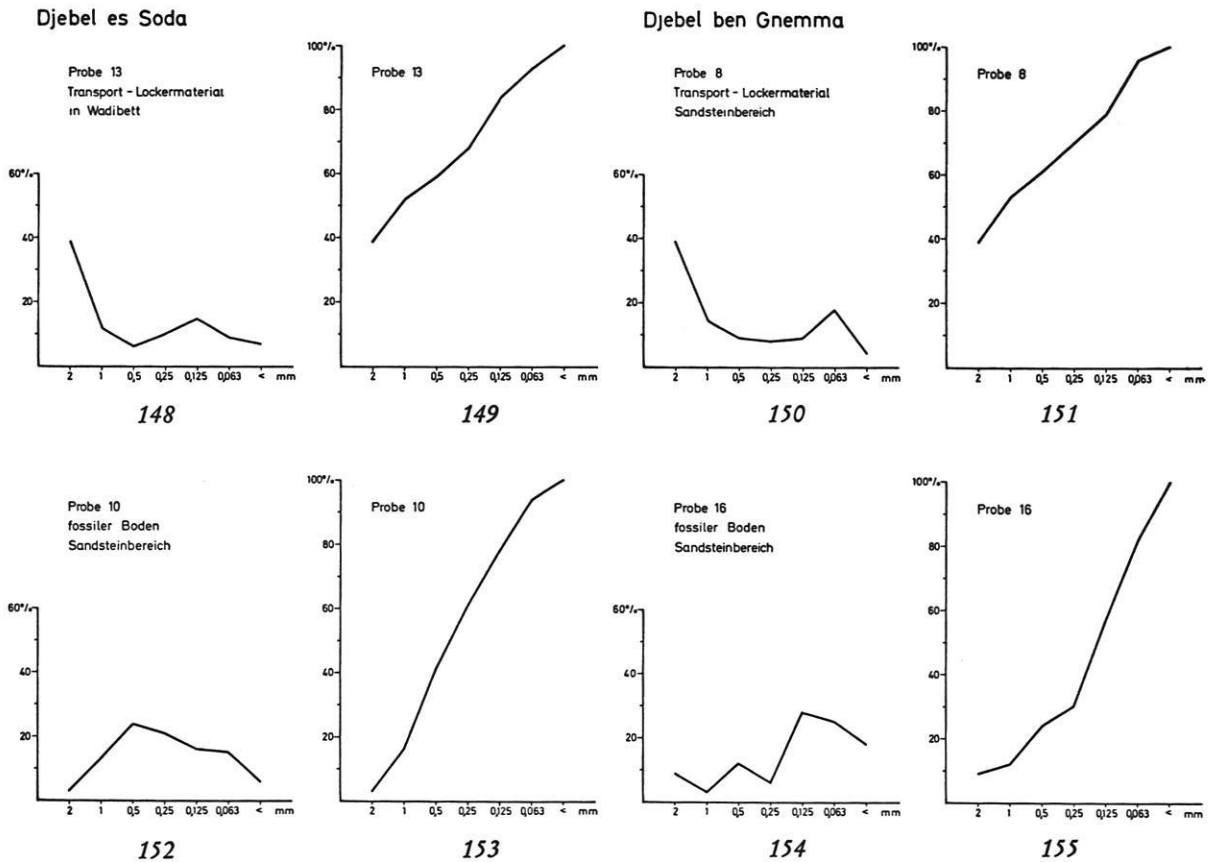 Djebel es Soda
Probe 13
Transport - Lockermaterial
in Wadibett
60%
40
20
2 1 0,5 0,25 0,125 0,063 < mm
148
100%
80
60
40
20
Probe 13
2 1 0,5 0,25 0,125 0,063 < mm
149
Djebel ben Gnemma
Probe 8
Transport - Lockermaterial
Sandsteinbereich
60%
40
20
2 1 0,5 0,25 0,125 0,063 < mm
150
100%
80
60
40
20
Probe 8
2 1 0,5 0,25 0,125 0,063 < mm
151
Probe 10
fossiler Boden
Sandsteinbereich
60%
40
20
2 1 0,5 0,25 0,125 0,063 < mm
152
100%
80
60
40
20
Probe 10
2 1 0,5 0,25 0,125 0,063 < mm
153
Probe 16
fossiler Boden
Sandsteinbereich
60%
40
20
2 1 0,5 0,25 0,125 0,063 < mm
154
100%
80
60
40
20
Probe 16
2 1 0,5 0,25 0,125 0,063 < mm
155